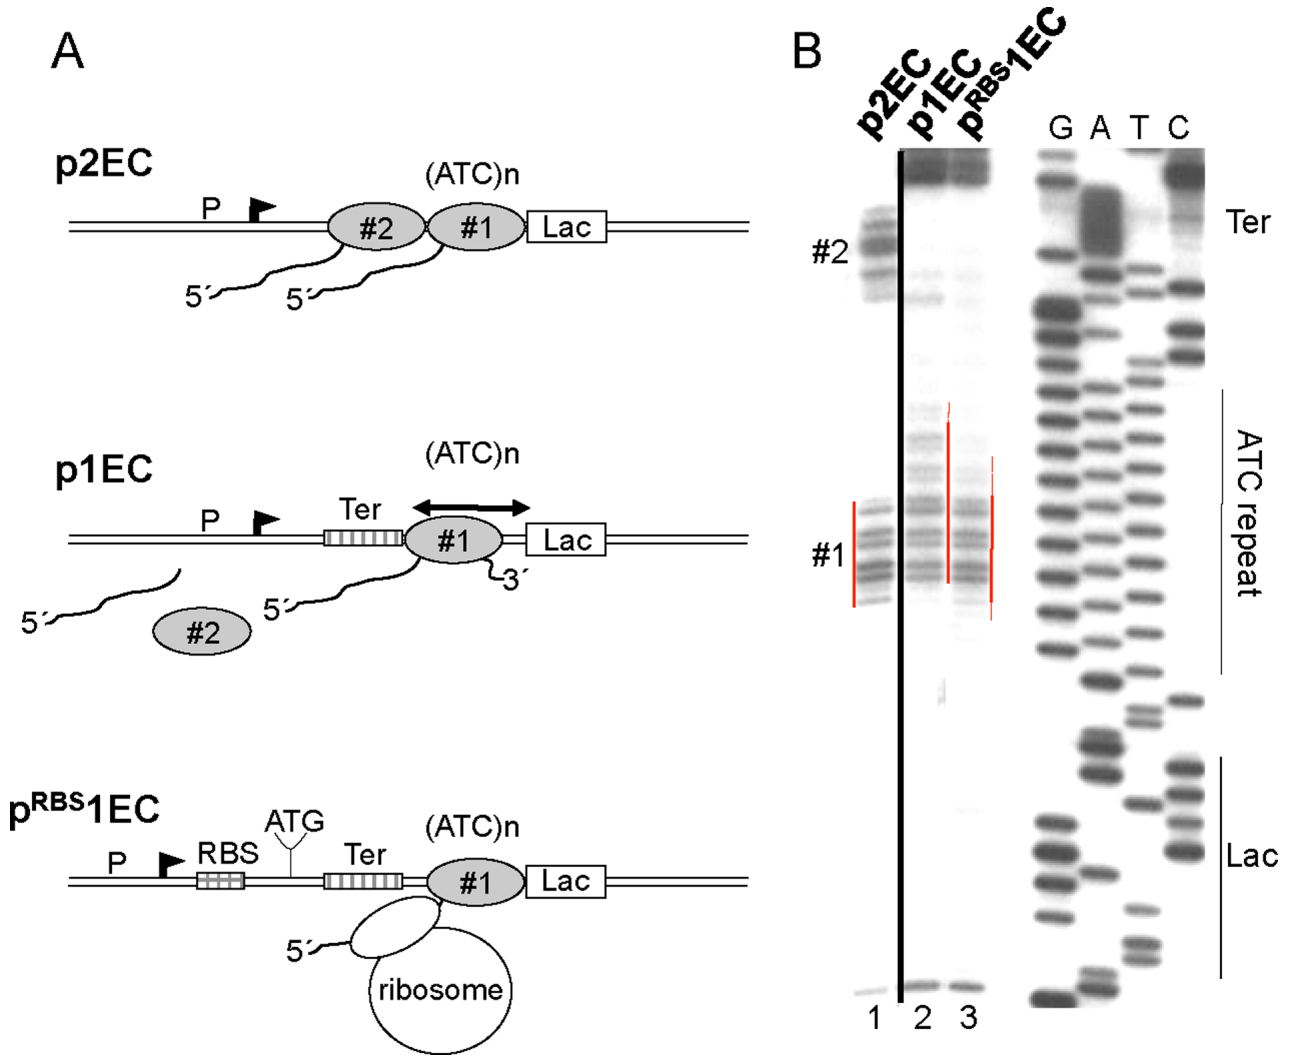 A
p2EC
(ATC)n
P
#2
#1
Lac
5´
5´
p1EC
(ATC)n
P
Ter
#1
Lac
3´
5´
5´
#2
pRBS1EC
ATG
(ATC)n
P
RBS
Ter
#1
Lac
5´
ribosome
B
p2EC
p1EC
pRBS1EC
G A T C
Ter
#2
ATC repeat
#1
Lac
1 2 3